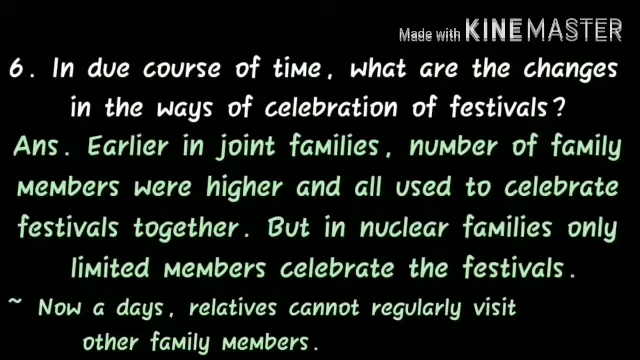 Made with KINEMASTER
6. In due course of time, what are the changes
in the ways of celebration of festivals?
Ans. Earlier in joint families, number of family
members were higher and all used to celebrate
festivals together. But in nuclear families only
limited members celebrate the festivals.
~ Now a days, relatives cannot regularly visit
other family members.